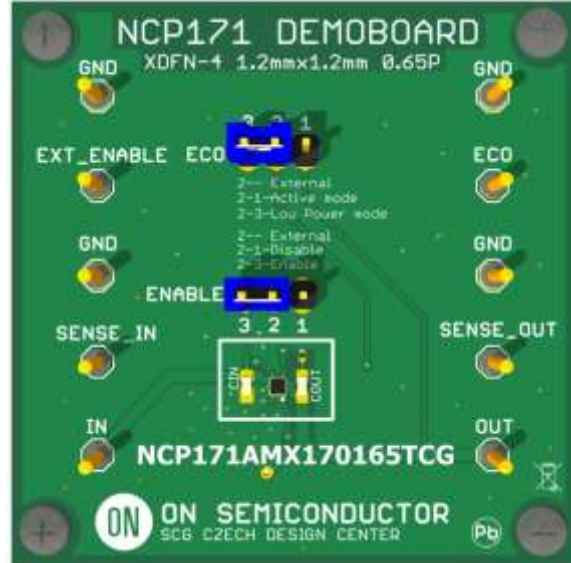 NCP171 DEMOBOARD
XDFN-4 1.2mmx1.2mm 0.65P
GND
GND
3 2 1
EXT_ENABLE
ECO
ECO
2-- External
2-1-Active mode
2-3-Low Power mode
GND
GND
2-- External
2-1-Disable
2-3-Enable
ENABLE
3 2 1
SENSE_IN
SENSE_OUT
CIN
COUT
IN
OUT
NCP171AMX170165TCG
ON
ON SEMICONDUCTOR
SCG CZECH DESIGN CENTER
Pb